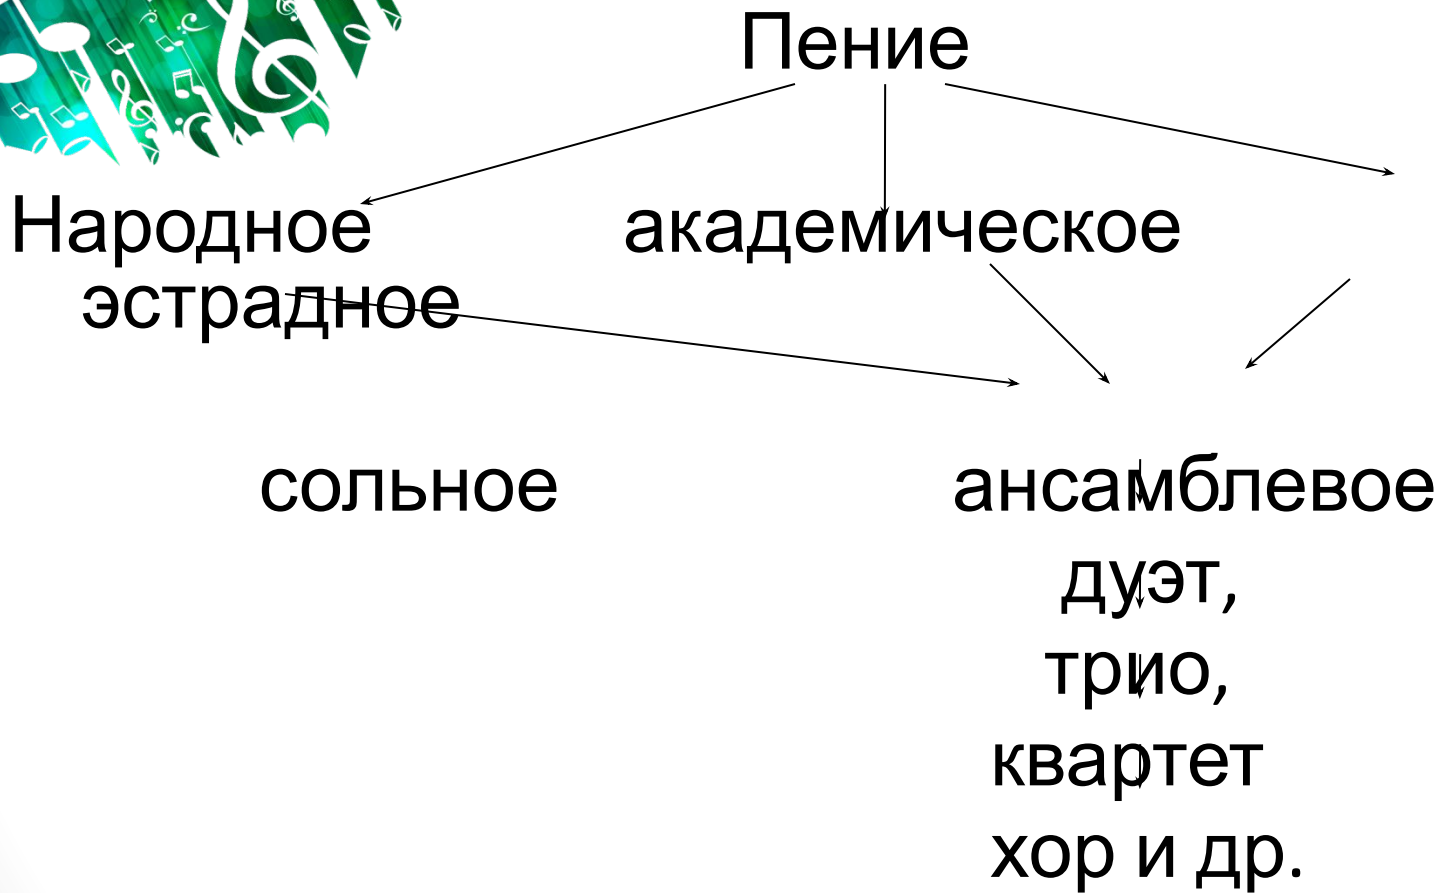 Пение
Народное академическое
эстрадное
сольное ансамблевое
дуэт,
трио,
квартет
хор и др.